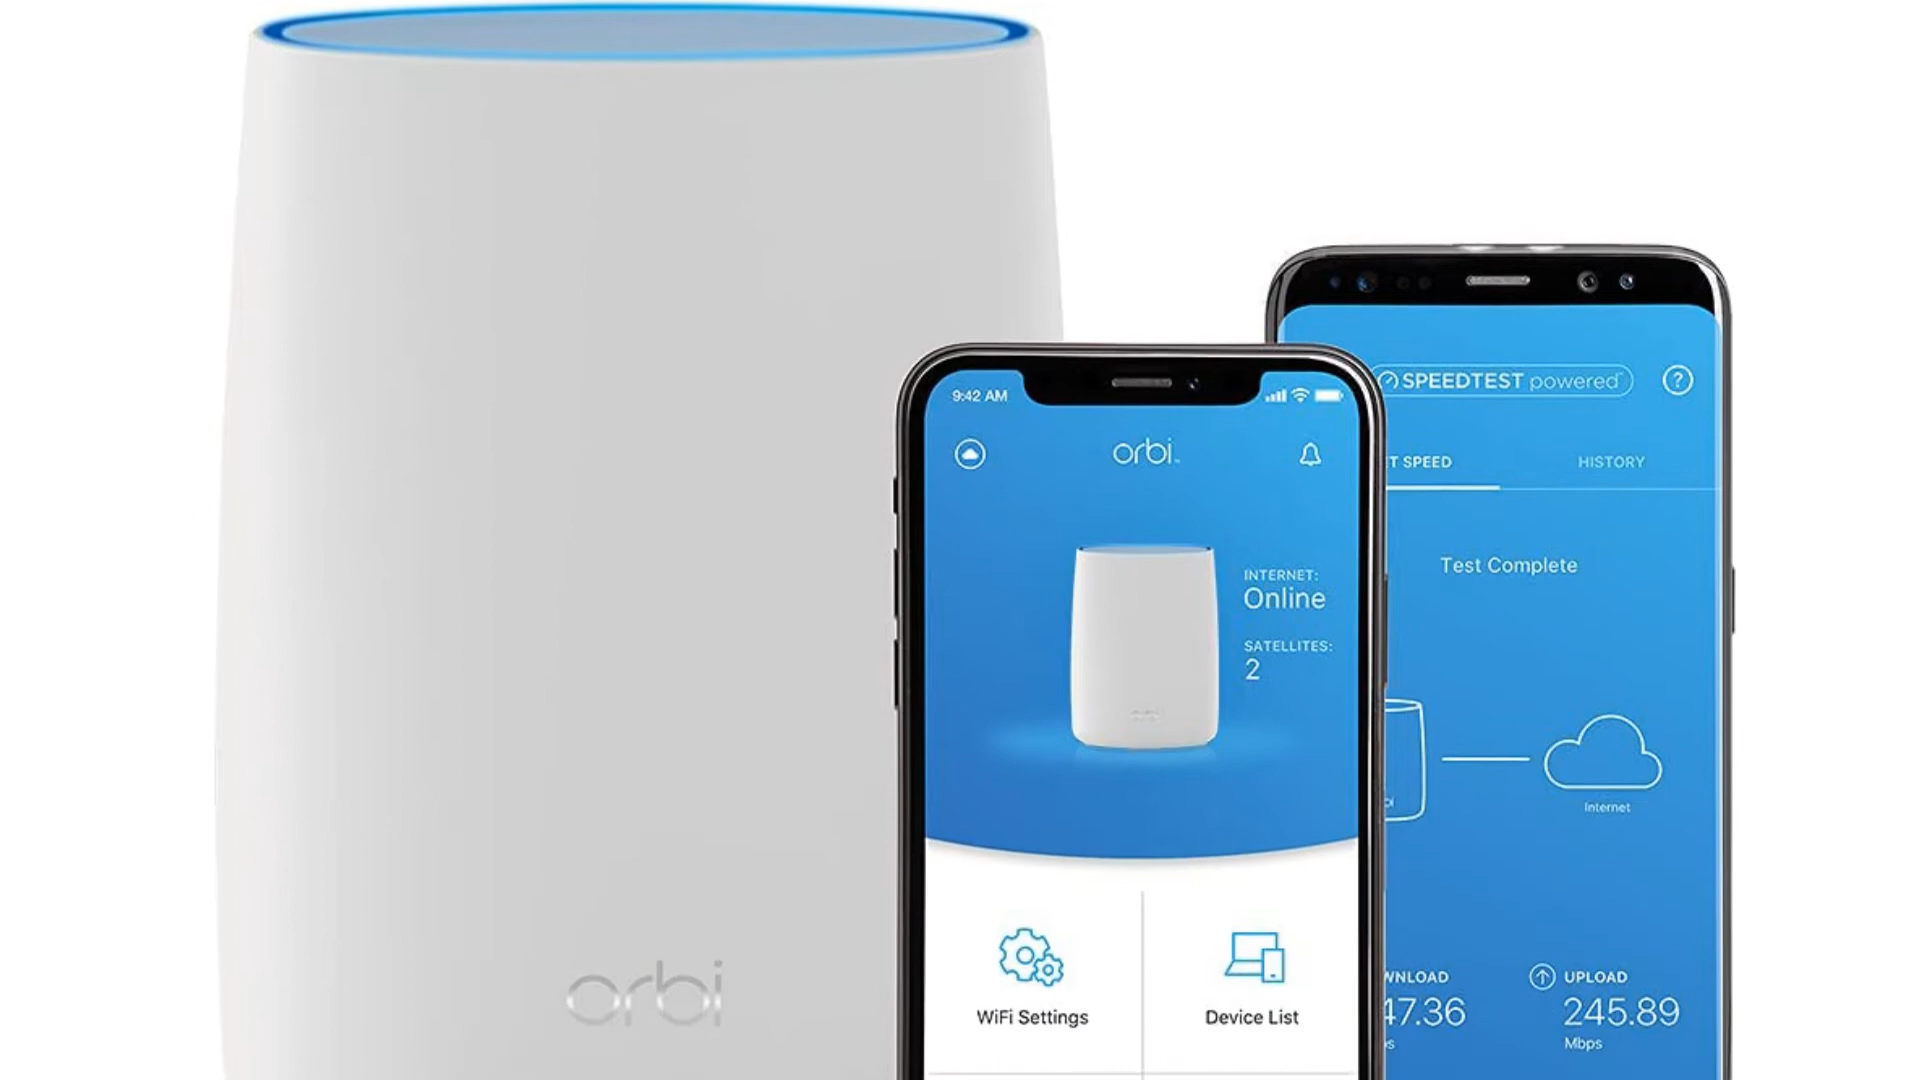 orbi
9:42 AM
orbi
INTERNET:
Online
SATELLITES:
2
WiFi Settings
Device List
SPEEDTEST powered
?
SPEED
HISTORY
Test Complete
Internet
UPLOAD
47.36
245.89
Mbps